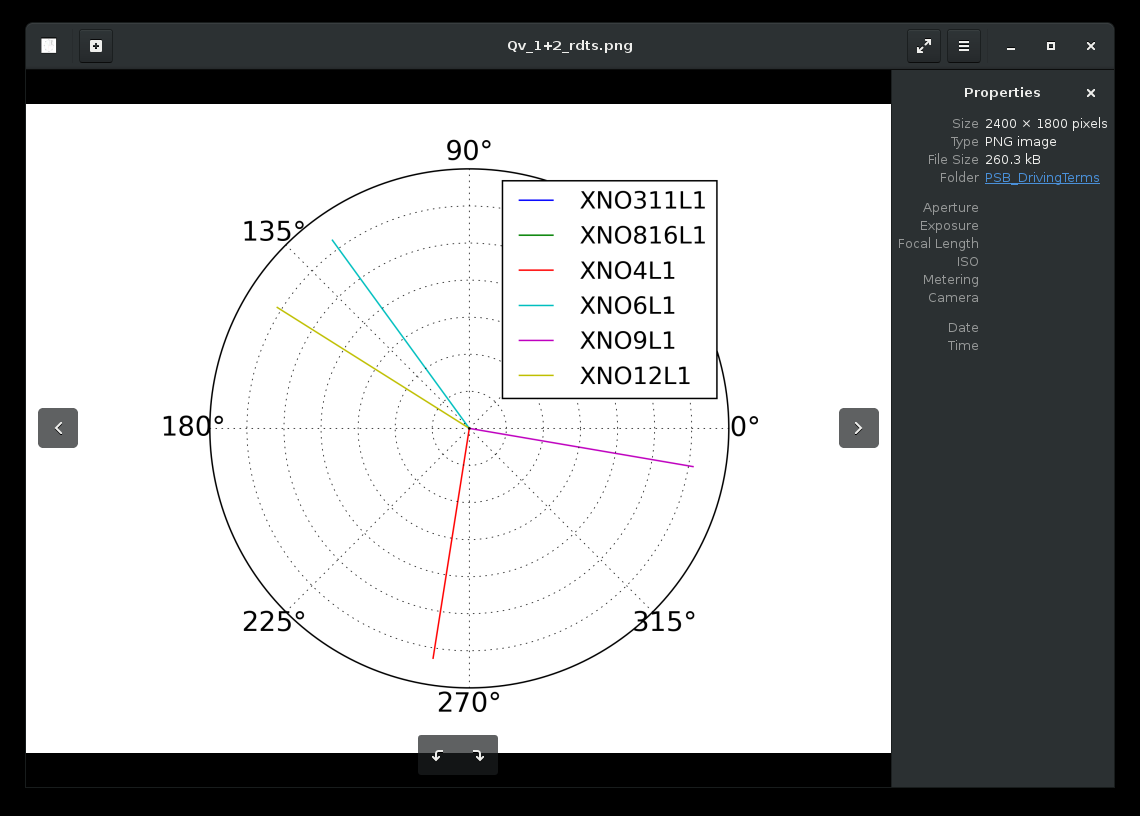 Qv_1+2_rdts.png
Properties
Size 2400 × 1800 pixels
Type PNG image
File Size 260.3 kB
Folder PSB_DrivingTerms
Aperture
Exposure
Focal Length
ISO
Metering
Camera
Date
Time
90°
135°
XNO311L1
XNO816L1
XNO4L1
XNO6L1
XNO9L1
XNO12L1
180°
0°
225°
315°
270°